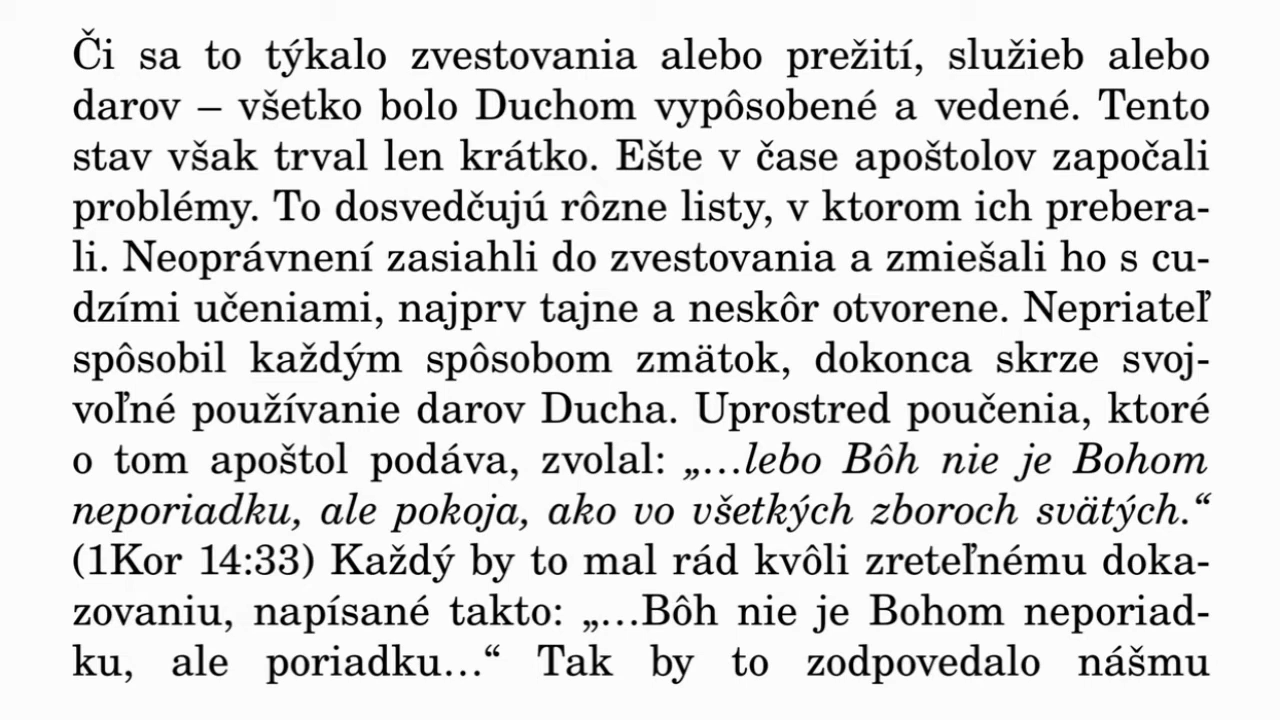 Či sa to týkalo zvestovania alebo prežití, služieb alebo
darov – všetko bolo Duchom vypôsobené a vedené. Tento
stav však trval len krátko. Ešte v čase apoštolov započali
problémy. To dosvedčujú rôzne listy, v ktorom ich prebera-
li. Neoprávnení zasiahli do zvestovania a zmiešali ho s cu-
dzími učeniami, najprv tajne a neskôr otvorene. Nepriateľ
spôsobil každým spôsobom zmätok, dokonca skrze svoj-
voľné používanie darov Ducha. Uprostred poučenia, ktoré
o tom apoštol podáva, zvolal: „…lebo Bôh nie je Bohom
neporiadku, ale pokoja, ako vo všetkých zboroch svätých.“
(1Kor 14:33) Každý by to mal rád kvôli zreteľnému doka-
zovaniu, napísané takto: „…Bôh nie je Bohom neporiad-
ku, ale poriadku…“ Tak by to zodpovedalo nášmu